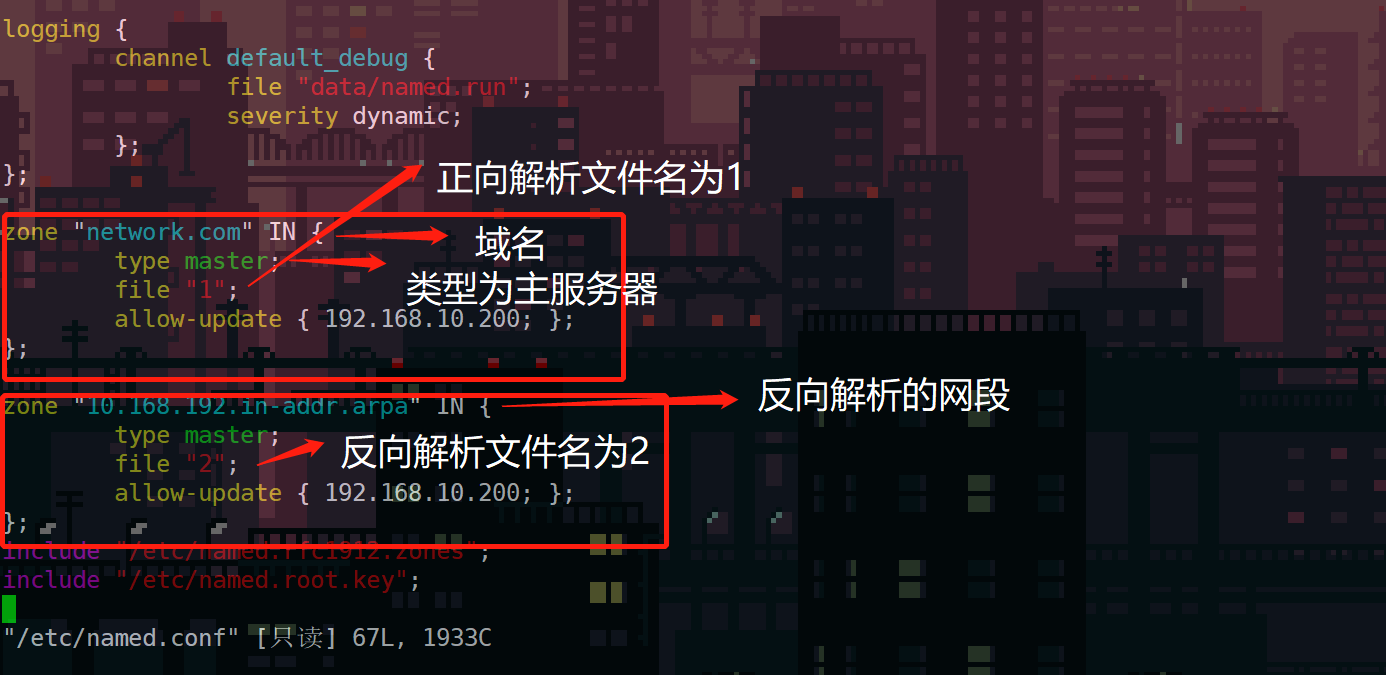 logging {
channel default_debug {
file "data/named.run";
severity dynamic;
};
};
正向解析文件名为1
zone "network.com" IN {
域名
type master;
类型为主服务器
file "1";
allow-update { 192.168.10.200; };
};
zone "10.168.192.in-addr.arpa" IN {
反向解析的网段
type master;
反向解析文件名为2
file "2";
allow-update { 192.168.10.200; };
};
include "/etc/named.rfc1912.zones";
include "/etc/named.root.key";
"/etc/named.conf" [只读] 67L, 1933C